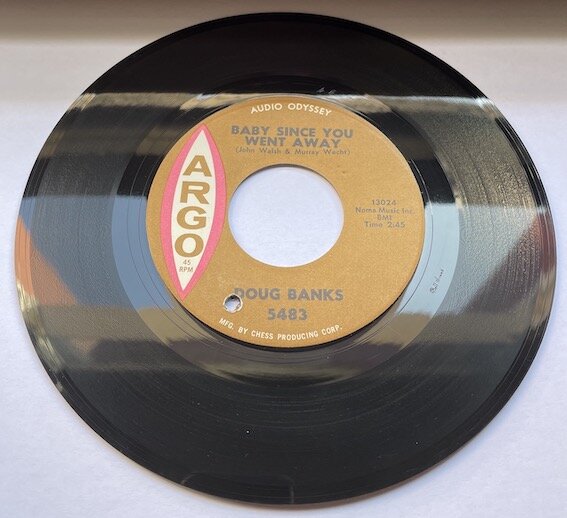 AUDIO ODYSSEY
BABY SINCE YOU
WENT AWAY
(John Walsh & Murray Wecht)
ARGO
45
RPM
13024
Noma Music Inc.
BMI
Time 2:45
DOUG BANKS
5483
MFG. BY CHESS PRODUCING CORP.